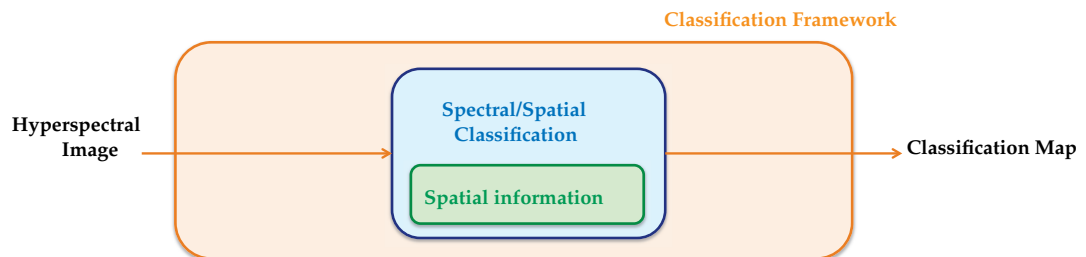 Classification Framework
Hyperspectral
Image
Spectral/Spatial
Classification
Spatial information
Classification Map